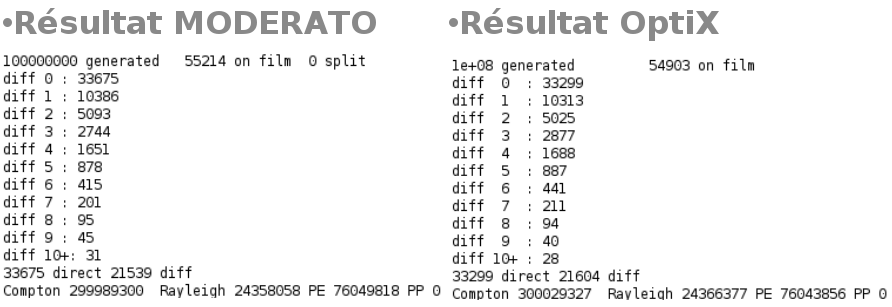 •Résultat MODERATO
100000000 generated 55214 on film 0 split
diff 0 : 33675
diff 1 : 10386
diff 2 : 5093
diff 3 : 2744
diff 4 : 1651
diff 5 : 878
diff 6 : 415
diff 7 : 201
diff 8 : 95
diff 9 : 45
diff 10+: 31
33675 direct 21539 diff
Compton 299989300 Rayleigh 24358058 PE 76049818 PP 0
•Résultat OptiX
1e+08 generated 54903 on film
diff 0 : 33299
diff 1 : 10313
diff 2 : 5025
diff 3 : 2877
diff 4 : 1688
diff 5 : 887
diff 6 : 441
diff 7 : 211
diff 8 : 94
diff 9 : 40
diff 10+ : 28
33299 direct 21604 diff
Compton 300029327 Rayleigh 24366377 PE 76043856 PP 0